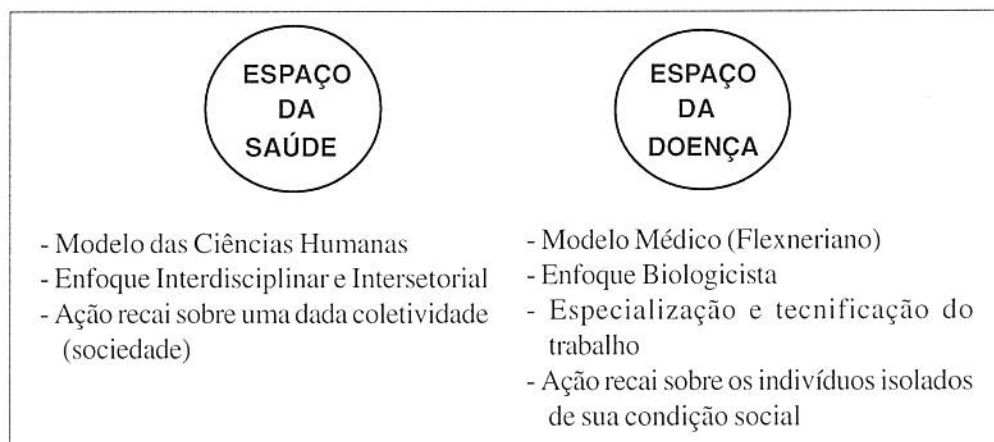 ESPAÇO
DA
SAÚDE
- Modelo das Ciências Humanas
- Enfoque Interdisciplinar e Intersetorial
- Ação recai sobre uma dada coletividade
(sociedade)
ESPAÇO
DA
DOENÇA
- Modelo Médico (Flexneriano)
- Enfoque Biologicista
- Especialização e tecnificação do
trabalho
- Ação recai sobre os indivíduos isolados
de sua condição social